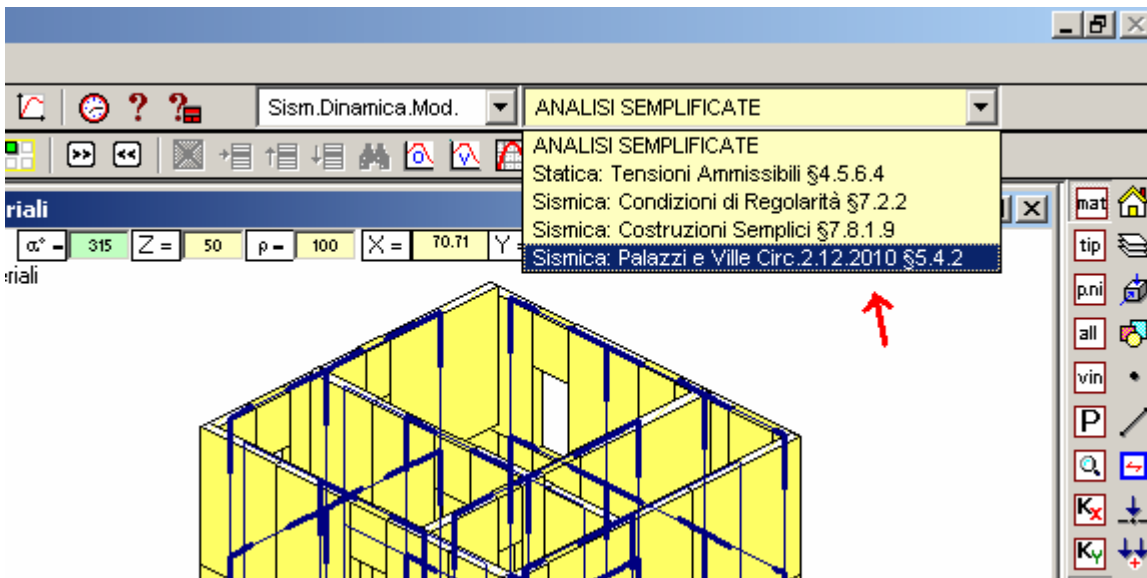 Sism.Dinamica.Mod. ANALISI SEMPLIFICATE
ANALISI SEMPLIFICATE
Statica: Tensioni Ammissibili §4.5.6.4
Sismica: Condizioni di Regolarità §7.2.2
Sismica: Costruzioni Semplici §7.8.1.9
Sismica: Palazzi e Ville Circ.2.12.2010 §5.4.2
riali
α° = 315 Z = 50 ρ = 100 X = 70.71 Y =
riali
mat
tip
p.ni
all
vin
P
Kx
Ky